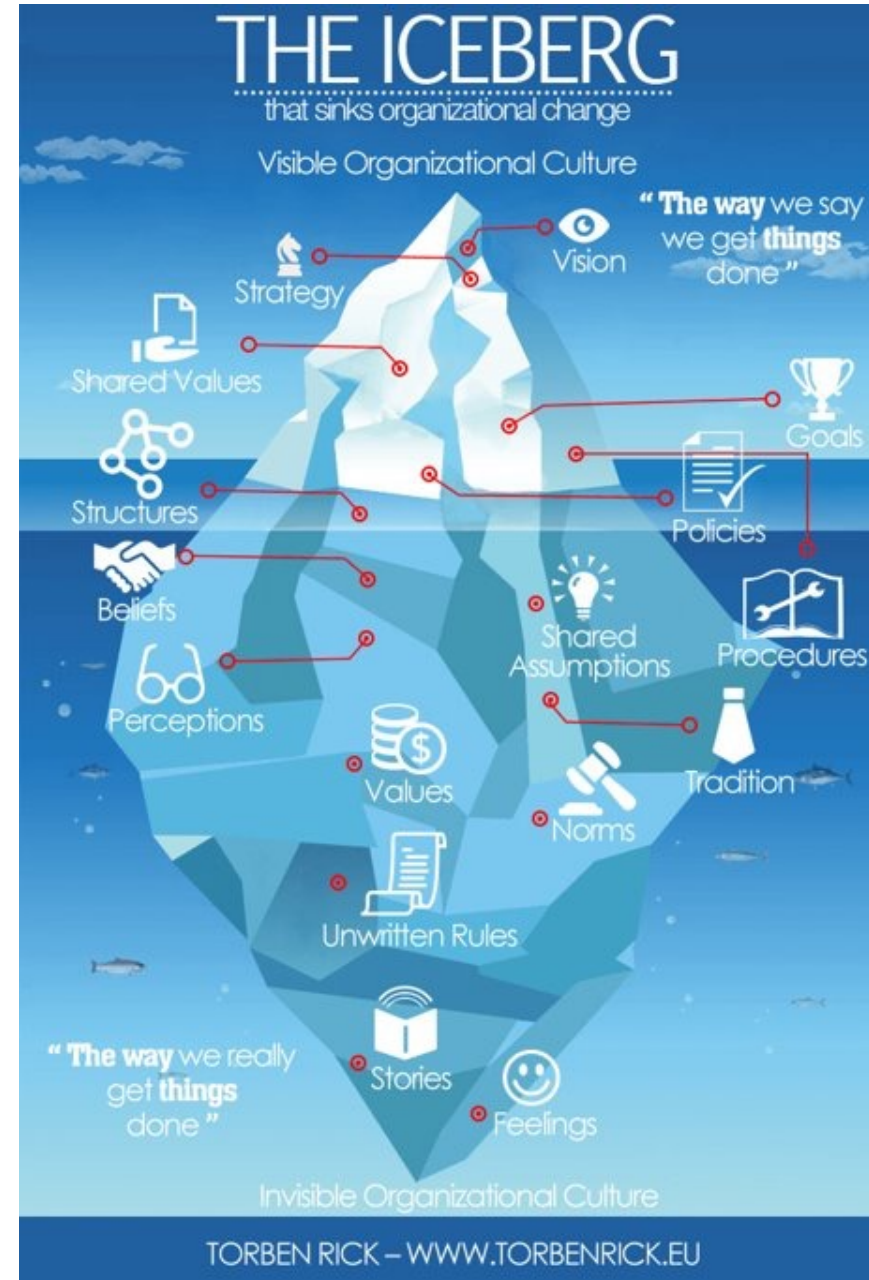 THE ICEBERG
that sinks organizational change
Visible Organizational Culture
“ The way we say
we get things
done ”
Vision
Strategy
Shared Values
Goals
Structures
Policies
Beliefs
Shared
Assumptions
Procedures
Perceptions
Tradition
Values
Norms
Unwritten Rules
“ The way we really
get things
done ”
Stories
Feelings
Invisible Organizational Culture
TORBEN RICK – WWW.TORBENRICK.EU